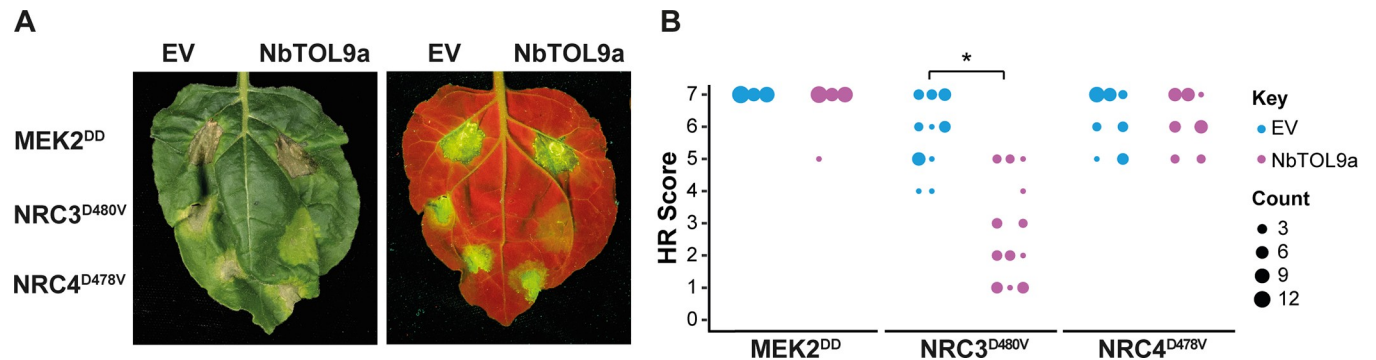 A
EV NbTOL9a EV NbTOL9a
MEK2ᴰᴰ
NRC3ᴰ⁴⁸⁰ⱽ
NRC4ᴰ⁴⁷⁸ⱽ
B
*
HR Score
7
6
5
4
3
2
1
0
MEK2ᴰᴰ NRC3ᴰ⁴⁸⁰ⱽ NRC4ᴰ⁴⁷⁸ⱽ
Key
EV
NbTOL9a
Count
3
6
9
12